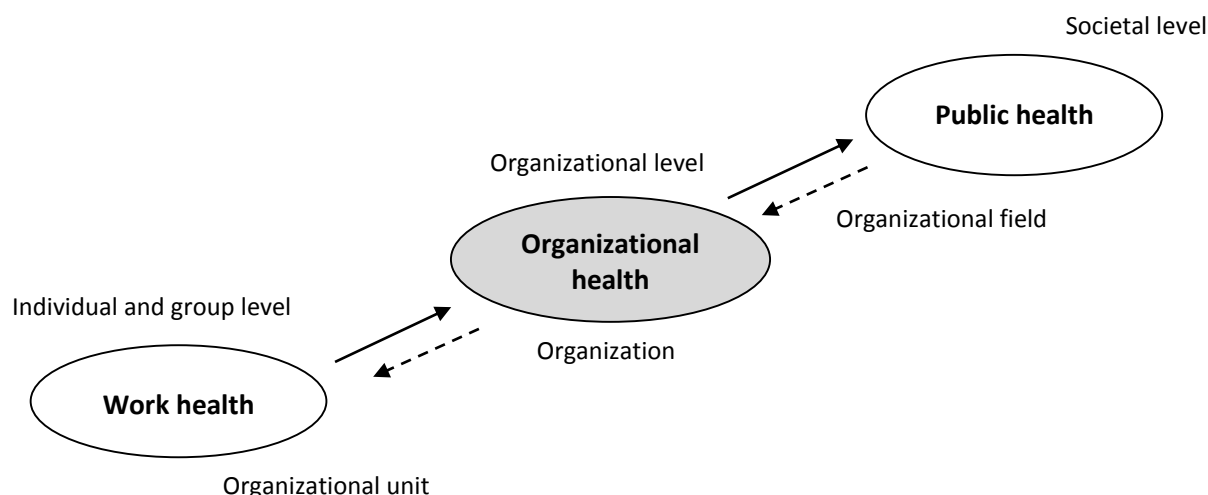 Societal level
Public health
Organizational level
Organizational field
Organizational
health
Individual and group level
Organization
Work health
Organizational unit